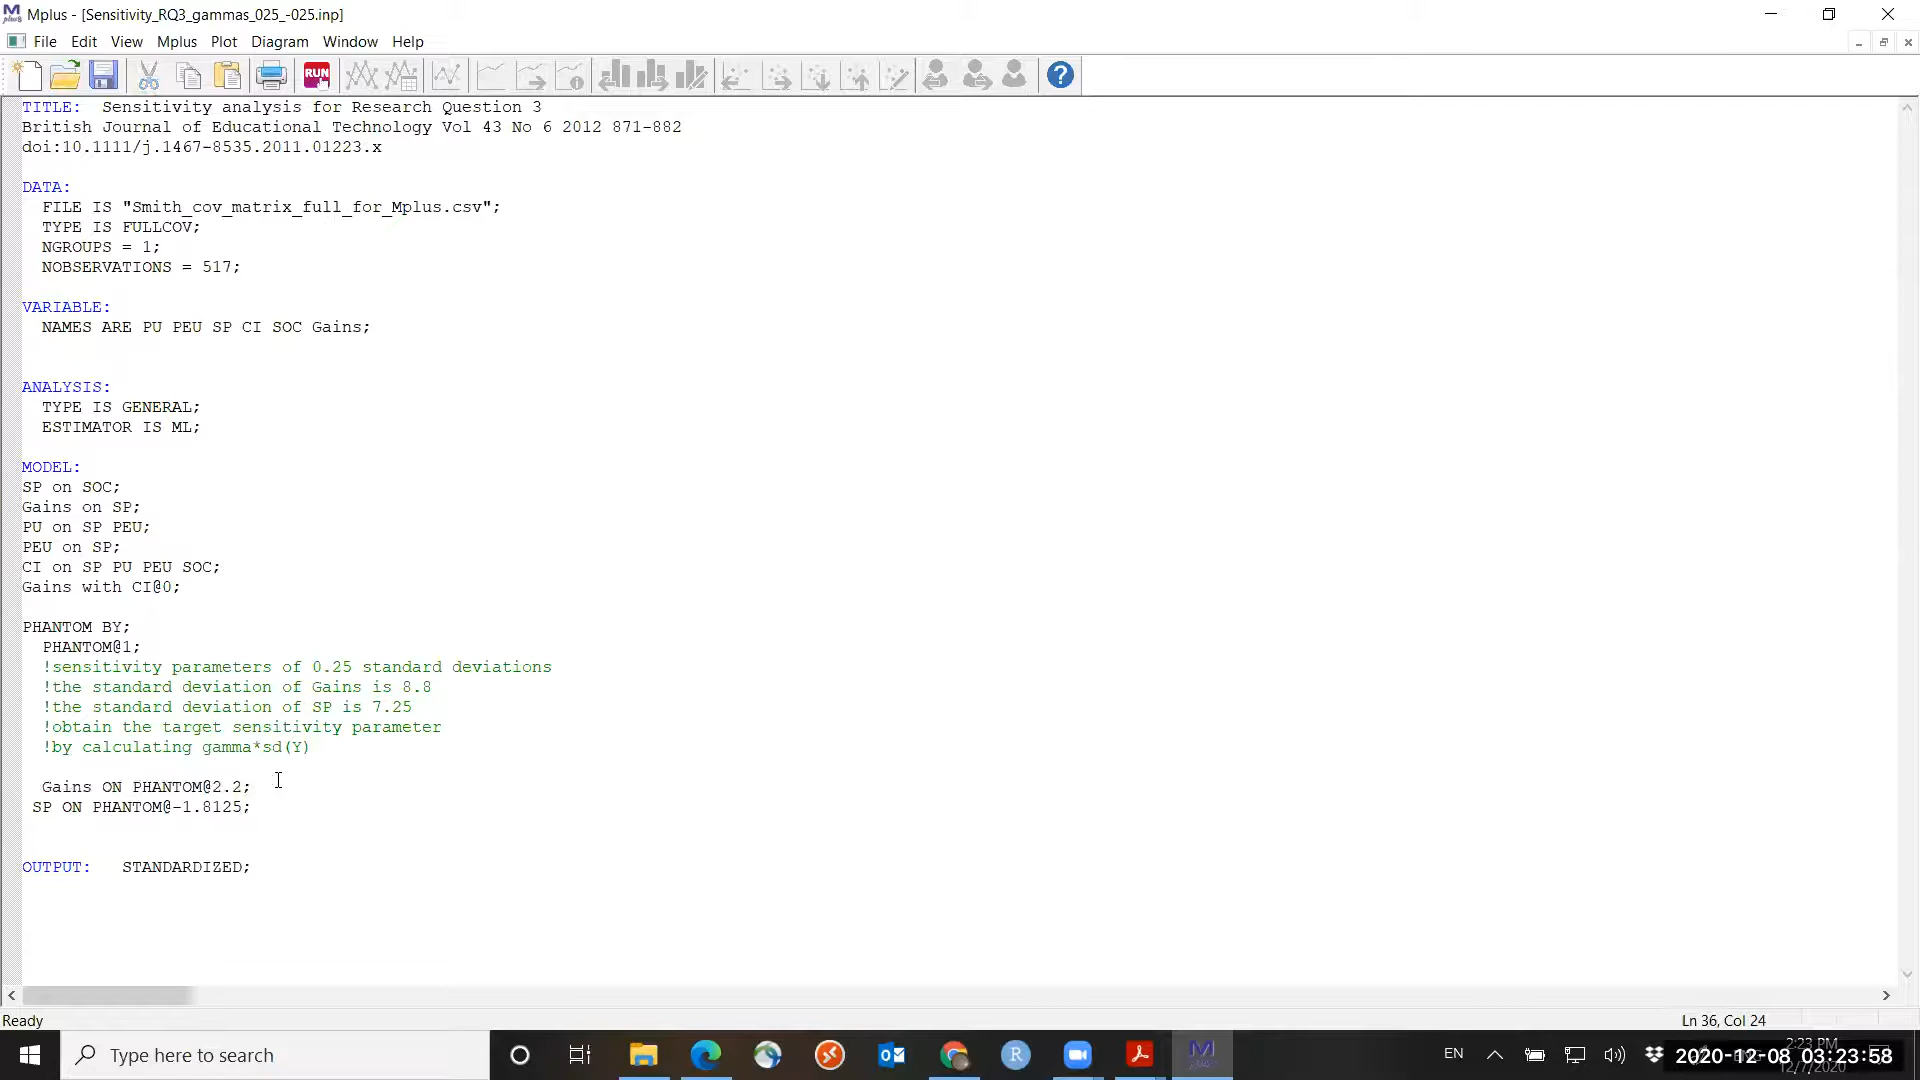 Mplus - [Sensitivity_RQ3_gammas_025_-025.inp]
File Edit View Mplus Plot Diagram Window Help
RUN
TITLE: Sensitivity analysis for Research Question 3
British Journal of Educational Technology Vol 43 No 6 2012 871-882
doi:10.1111/j.1467-8535.2011.01223.x
DATA:
FILE IS "Smith_cov_matrix_full_for_Mplus.csv";
TYPE IS FULLCOV;
NGROUPS = 1;
NOBSERVATIONS = 517;
VARIABLE:
NAMES ARE PU PEU SP CI SOC Gains;
ANALYSIS:
TYPE IS GENERAL;
ESTIMATOR IS ML;
MODEL:
SP on SOC;
Gains on SP;
PU on SP PEU;
PEU on SP;
CI on SP PU PEU SOC;
Gains with CI@0;
PHANTOM BY;
PHANTOM@1;
!sensitivity parameters of 0.25 standard deviations
!the standard deviation of Gains is 8.8
!the standard deviation of SP is 7.25
!obtain the target sensitivity parameter
!by calculating gamma*sd(Y)
Gains ON PHANTOM@2.2;
SP ON PHANTOM@-1.8125;
OUTPUT: STANDARDIZED;
Ready
Ln 36, Col 24
Type here to search
EN
2:23 PM
2020-12-08 03:23:58
12/7/2020